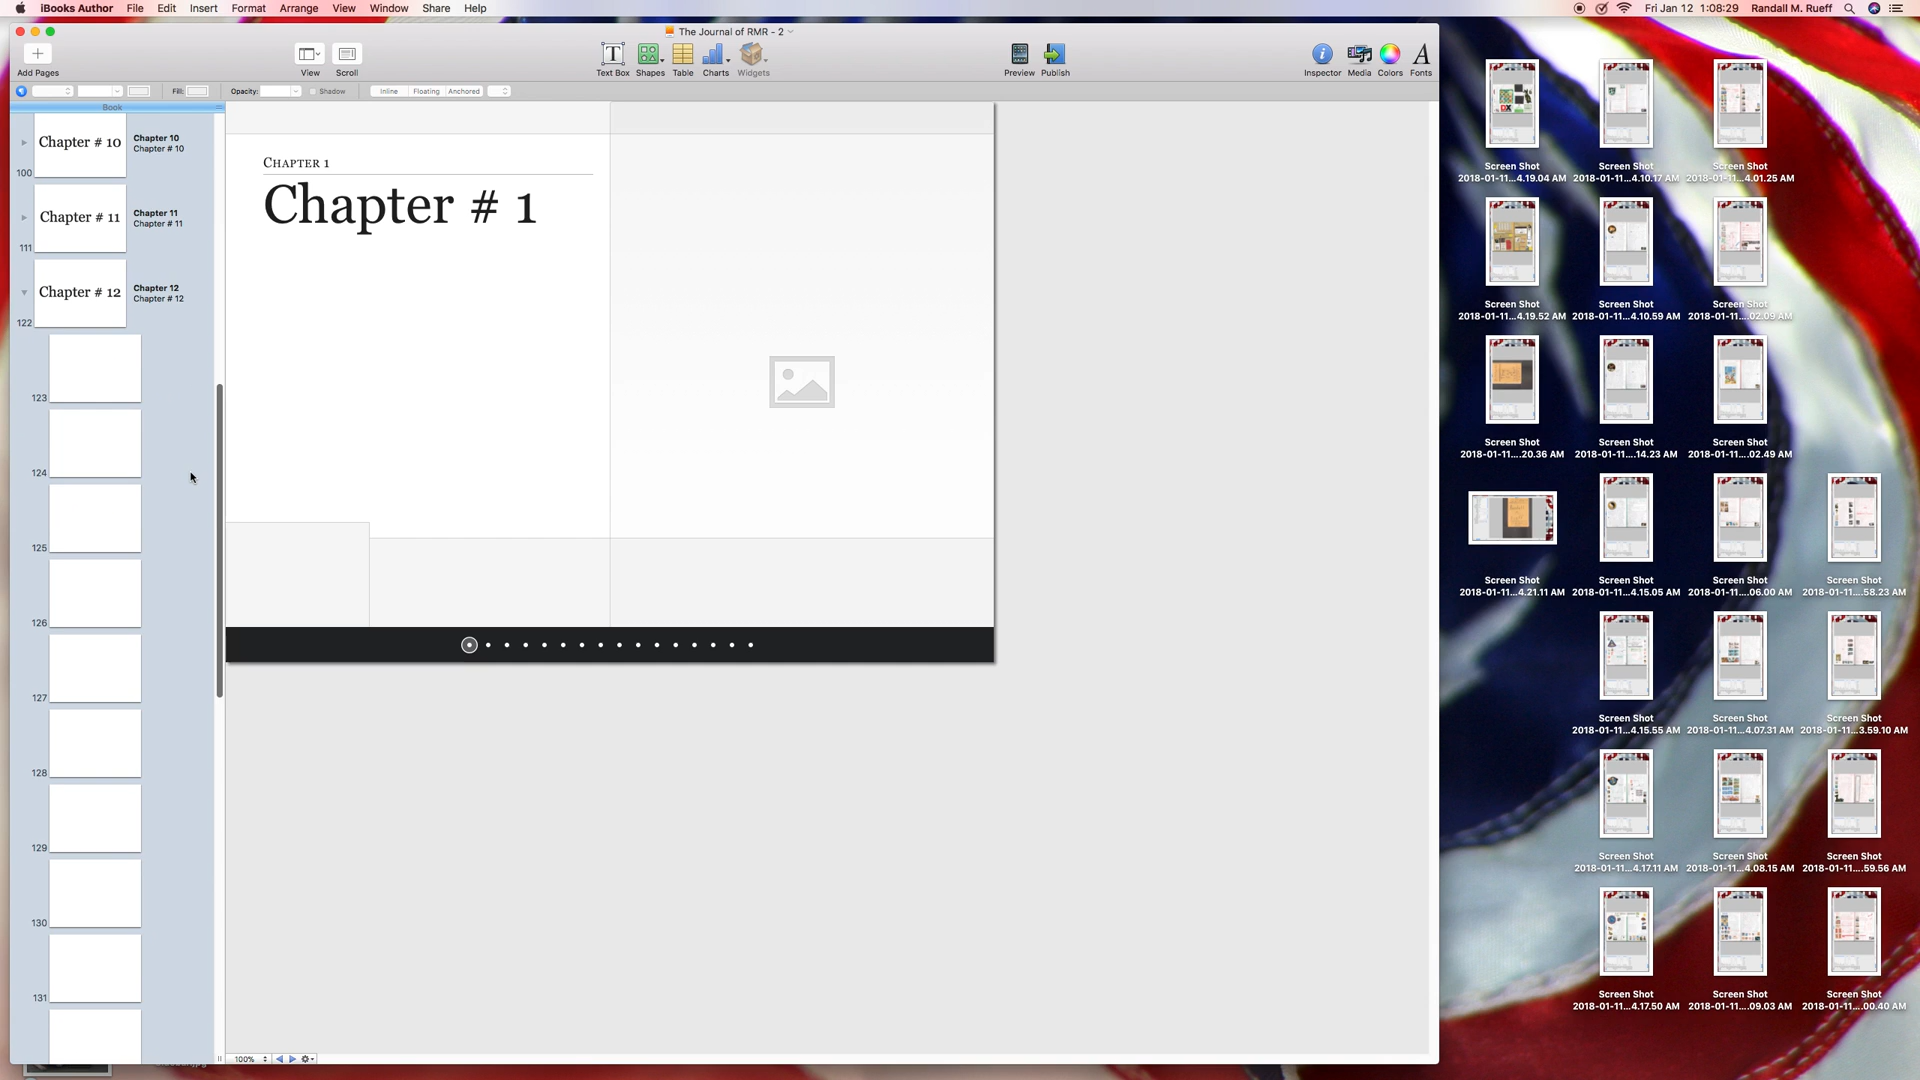 iBooks Author File Edit Insert Format Arrange View Window Share Help
Fri Jan 12 1:08:29 Randall M. Rueff
The Journal of RMR - 2
Add Pages View Scroll Text Box Shapes Table Charts Widgets Preview Publish Inspector Media Colors Fonts
Fill: Opacity: Shadow Inline Floating Anchored
Book
Chapter # 10
Chapter 10
Chapter # 10
100
Chapter # 11
Chapter 11
Chapter # 11
111
Chapter # 12
Chapter 12
Chapter # 12
122
123
124
125
126
127
128
129
130
131
Chapter 1
Chapter # 1
100%
Screen Shot
2018-01-11...4.19.04 AM
Screen Shot
2018-01-11...4.10.17 AM
Screen Shot
2018-01-11...4.01.25 AM
Screen Shot
2018-01-11...4.19.52 AM
Screen Shot
2018-01-11...4.10.59 AM
Screen Shot
2018-01-11....02.09 AM
Screen Shot
2018-01-11....20.36 AM
Screen Shot
2018-01-11....14.23 AM
Screen Shot
2018-01-11....02.49 AM
Screen Shot
2018-01-11...4.21.11 AM
Screen Shot
2018-01-11...4.15.05 AM
Screen Shot
2018-01-11....06.00 AM
Screen Shot
2018-01-11....58.23 AM
Screen Shot
2018-01-11...4.15.55 AM
Screen Shot
2018-01-11...4.07.31 AM
Screen Shot
2018-01-11...3.59.10 AM
Screen Shot
2018-01-11...4.17.11 AM
Screen Shot
2018-01-11...4.08.15 AM
Screen Shot
2018-01-11....59.56 AM
Screen Shot
2018-01-11...4.17.50 AM
Screen Shot
2018-01-11....09.03 AM
Screen Shot
2018-01-11....00.40 AM